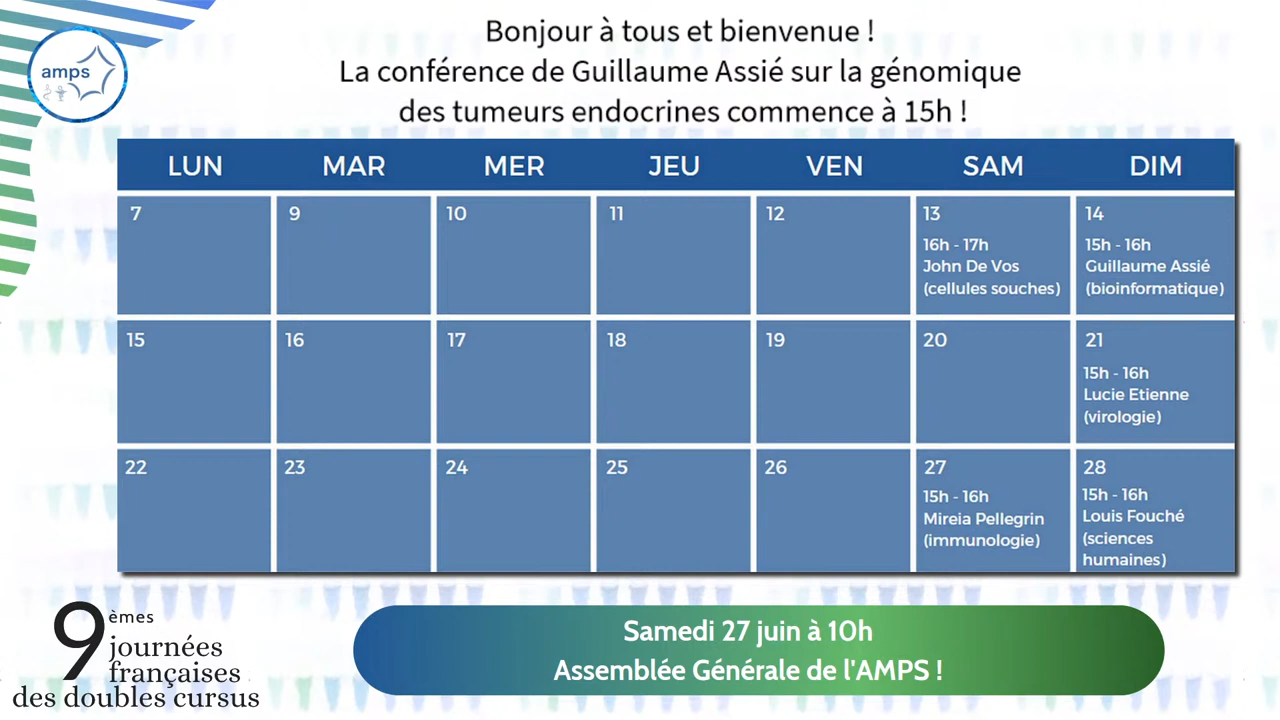 amps
Bonjour à tous et bienvenue !
La conférence de Guillaume Assié sur la génomique
des tumeurs endocrines commence à 15h !
LUN MAR MER JEU VEN SAM DIM
7 9 10 11 12 13 14
16h - 17h
John De Vos
(cellules souches)
15h - 16h
Guillaume Assié
(bioinformatique)
15 16 17 18 19 20 21
15h - 16h
Lucie Etienne
(virologie)
22 23 24 25 26 27 28
15h - 16h
Mireia Pellegrin
(immunologie)
15h - 16h
Louis Fouché
(sciences
humaines)
9èmes
journées
françaises
des doubles cursus
Samedi 27 juin à 10h
Assemblée Générale de l'AMPS !